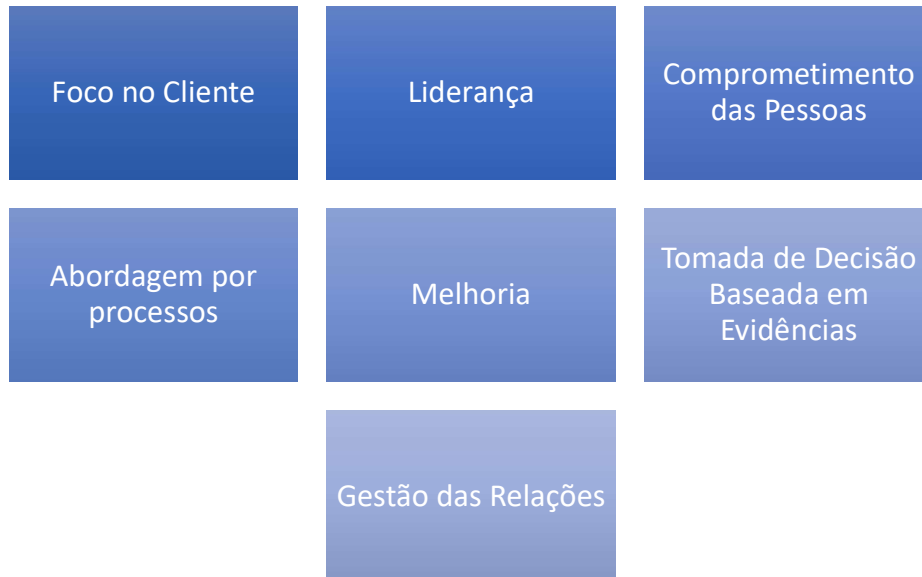 Foco no Cliente
Liderança
Comprometimento
das Pessoas
Abordagem por
processos
Melhoria
Tomada de Decisão
Baseada em
Evidências
Gestão das Relações